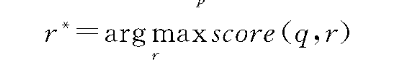 p
r* = arg max score(q,r)
r